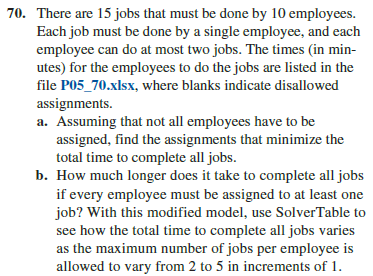 70. There are 15 jobs that must be done by 10 employees.
Each job must be done by a single employee, and each
employee can do at most two jobs. The times (in min-
utes) for the employees to do the jobs are listed in the
file P05_70.xlsx, where blanks indicate disallowed
assignments.
a. Assuming that not all employees have to be
assigned, find the assignments that minimize the
total time to complete all jobs.
b. How much longer does it take to complete all jobs
if every employee must be assigned to at least one
job? With this modified model, use SolverTable to
see how the total time to complete all jobs varies
as the maximum number of jobs per employee is
allowed to vary from 2 to 5 in increments of 1.